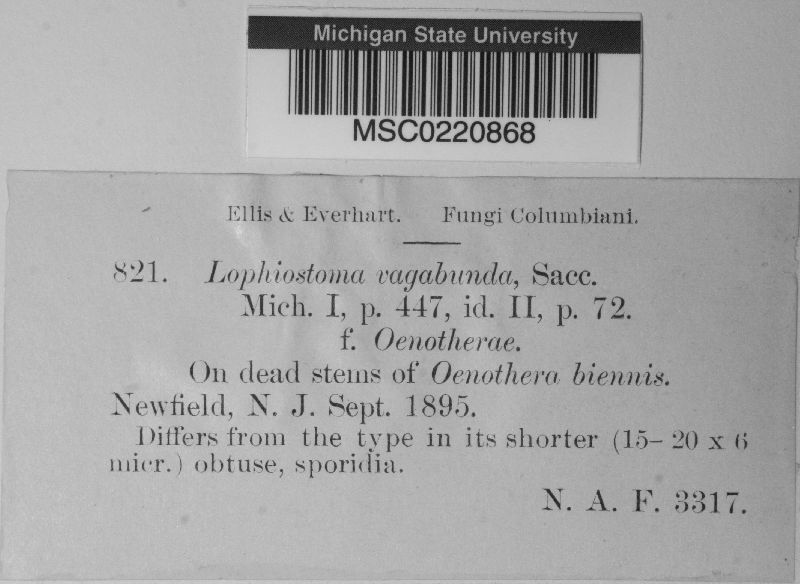 Michigan State University
MSC0220868
Ellis & Everhart. Fungi Columbiani.
821. Lophiostoma vagabunda, Sacc.
Mich. I, p. 447, id. II, p. 72.
f. Oenotherae.
On dead stems of Oenothera biennis.
Newfield, N. J. Sept. 1895.
Differs from the type in its shorter (15– 20 x 6
micr.) obtuse, sporidia.
N. A. F. 3317.